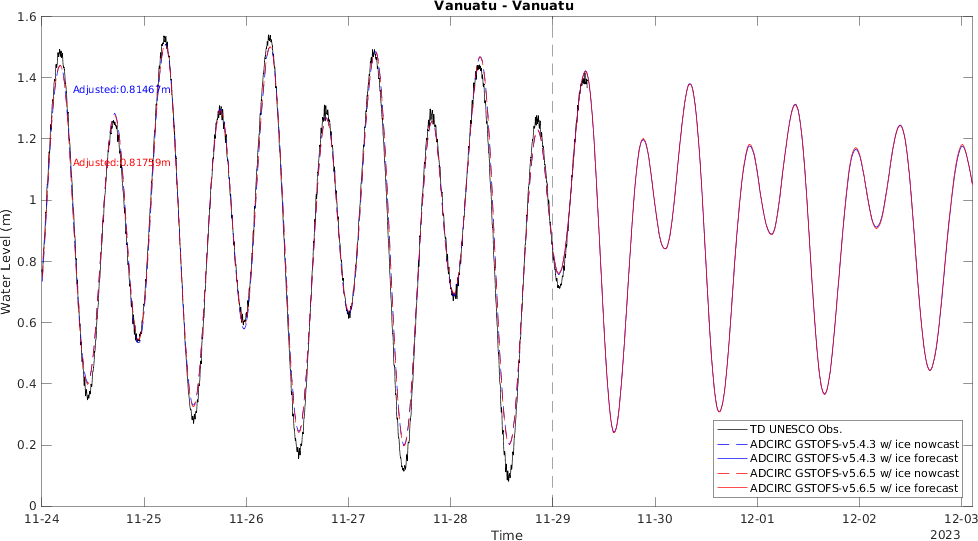 Vanuatu - Vanuatu
1.6
1.4
1.2
1
0.8
0.6
0.4
0.2
0
Water Level (m)
Adjusted:0.81467m
Adjusted:0.81759m
TD UNESCO Obs.
ADCIRC GSTOFS-v5.4.3 w/ ice nowcast
ADCIRC GSTOFS-v5.4.3 w/ ice forecast
ADCIRC GSTOFS-v5.6.5 w/ ice nowcast
ADCIRC GSTOFS-v5.6.5 w/ ice forecast
11-24 11-25 11-26 11-27 11-28 11-29 11-30 12-01 12-02 12-03
Time
2023